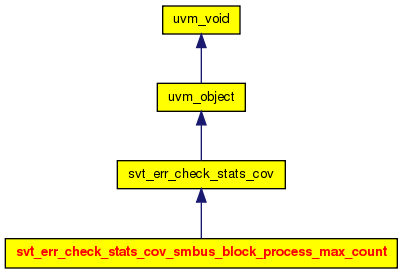 uvm_void
uvm_object
svt_err_check_stats_cov
svt_err_check_stats_cov_smbus_block_process_max_count